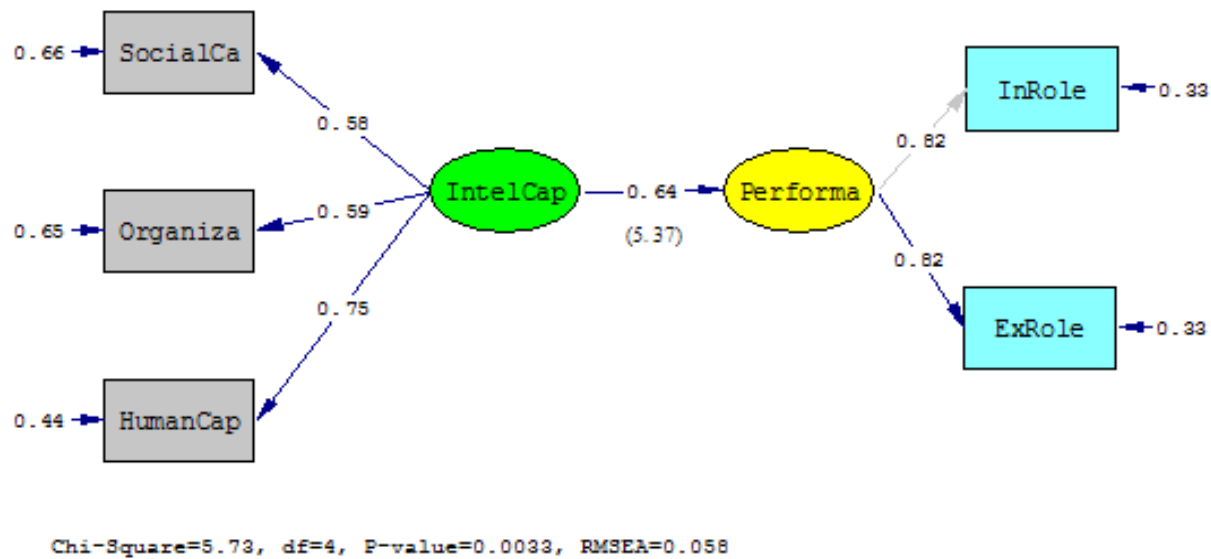 0.66
SocialCa
0.58
0.65
Organiza
0.59
0.44
HumanCap
0.75
IntelCap
0.64
(5.37)
Performa
0.82
InRole
0.33
0.82
ExRole
0.33
Chi-Square=5.73, df=4, P-value=0.0033, RMSEA=0.058